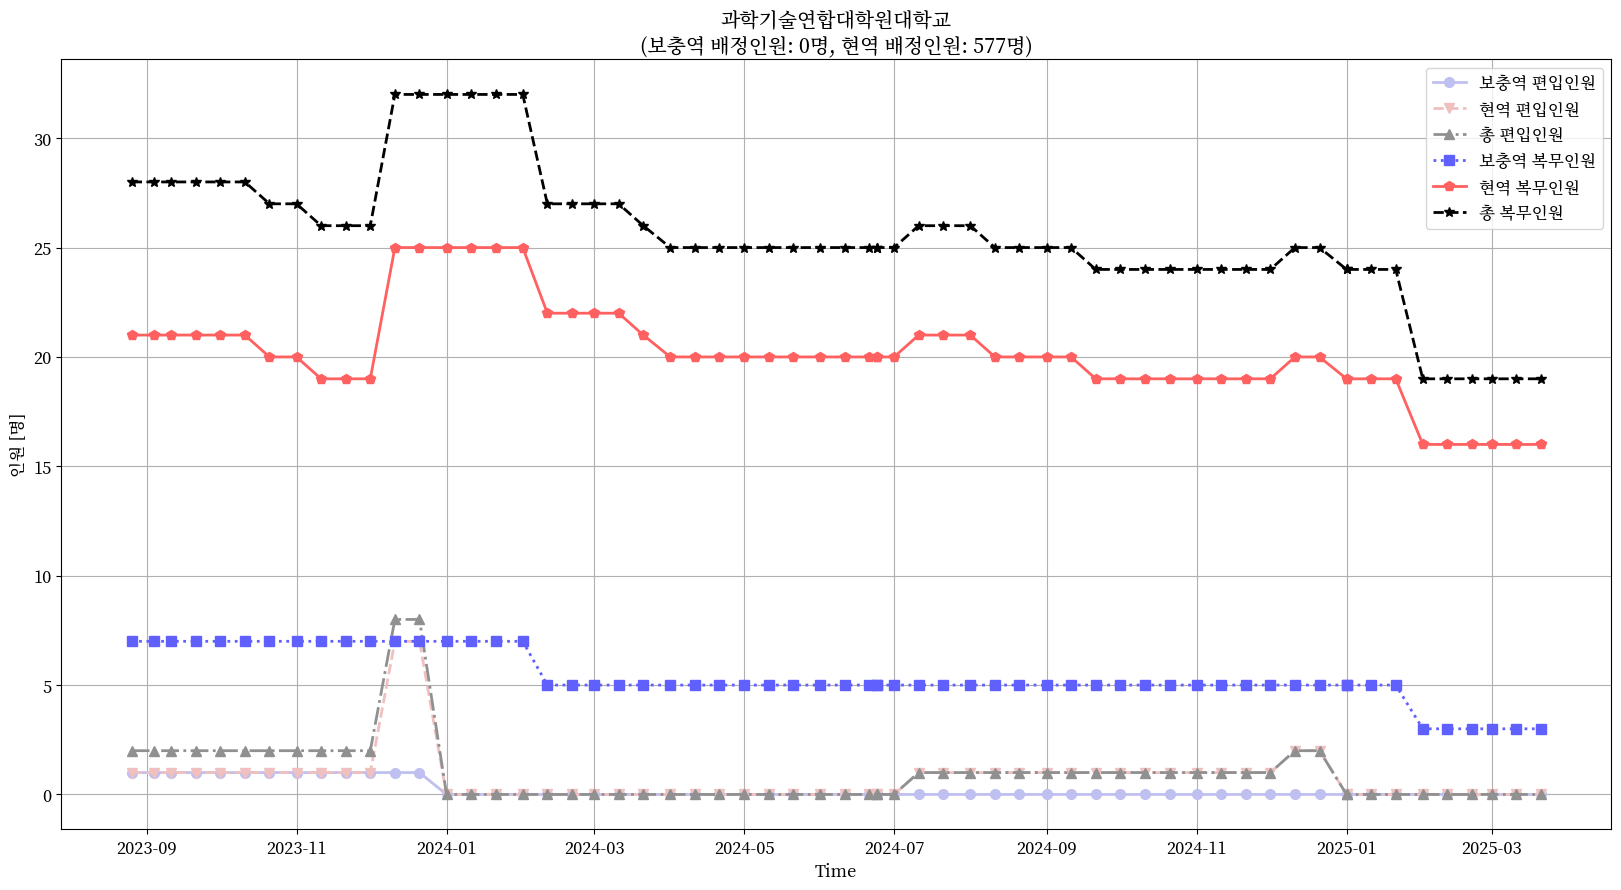 과학기술연합대학원대학교
(보충역 배정인원: 0명, 현역 배정인원: 577명)
보충역 편입인원
현역 편입인원
총 편입인원
보충역 복무인원
현역 복무인원
총 복무인원
인원 [명]
30
25
20
15
10
5
0
2023-09 2023-11 2024-01 2024-03 2024-05 2024-07 2024-09 2024-11 2025-01 2025-03
Time